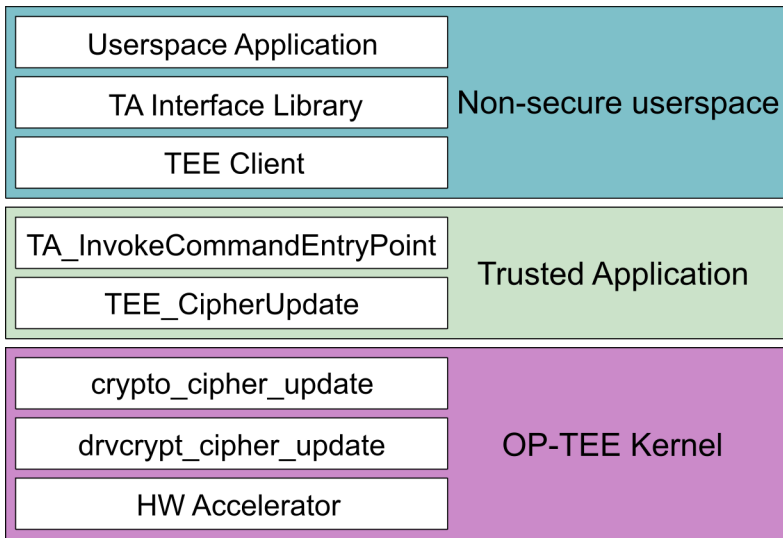 Userspace Application
TA Interface Library
Non-secure userspace
TEE Client
TA_InvokeCommandEntryPoint
Trusted Application
TEE_CipherUpdate
crypto_cipher_update
drvcrypt_cipher_update
OP-TEE Kernel
HW Accelerator